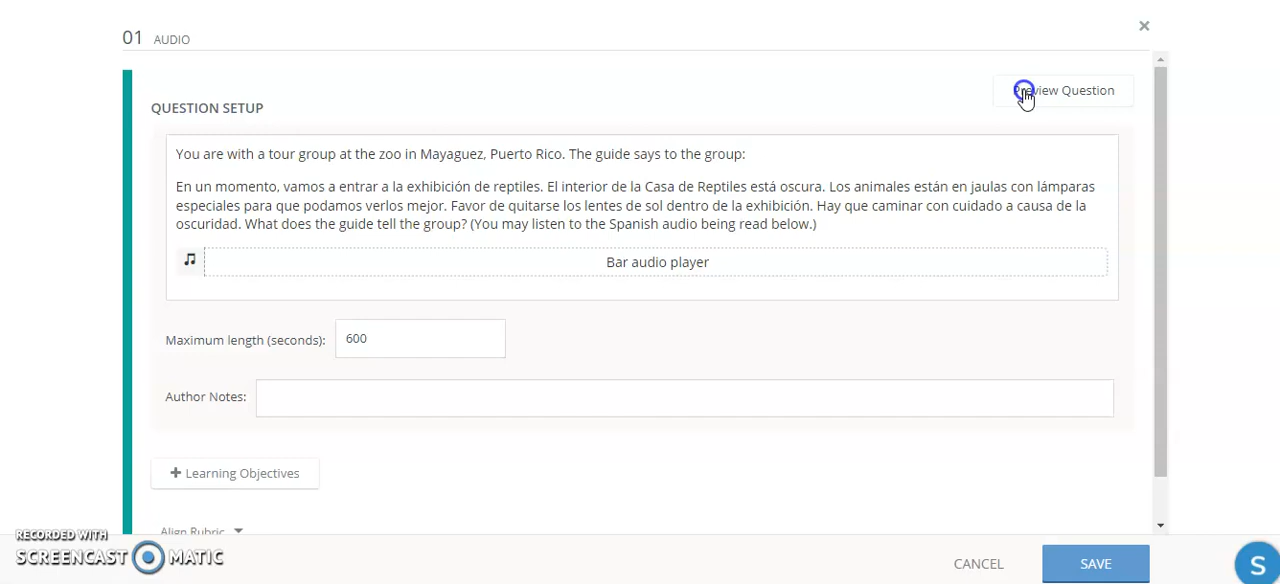 01 AUDIO
Preview Question
QUESTION SETUP
You are with a tour group at the zoo in Mayaguez, Puerto Rico. The guide says to the group:
En un momento, vamos a entrar a la exhibición de reptiles. El interior de la Casa de Reptiles está oscura. Los animales están en jaulas con lámparas
especiales para que podamos verlos mejor. Favor de quitarse los lentes de sol dentro de la exhibición. Hay que caminar con cuidado a causa de la
oscuridad. What does the guide tell the group? (You may listen to the Spanish audio being read below.)
Bar audio player
Maximum length (seconds): 600
Author Notes:
+ Learning Objectives
Align Rubric
RECORDED WITH
SCREENCAST MATIC
CANCEL
SAVE
S